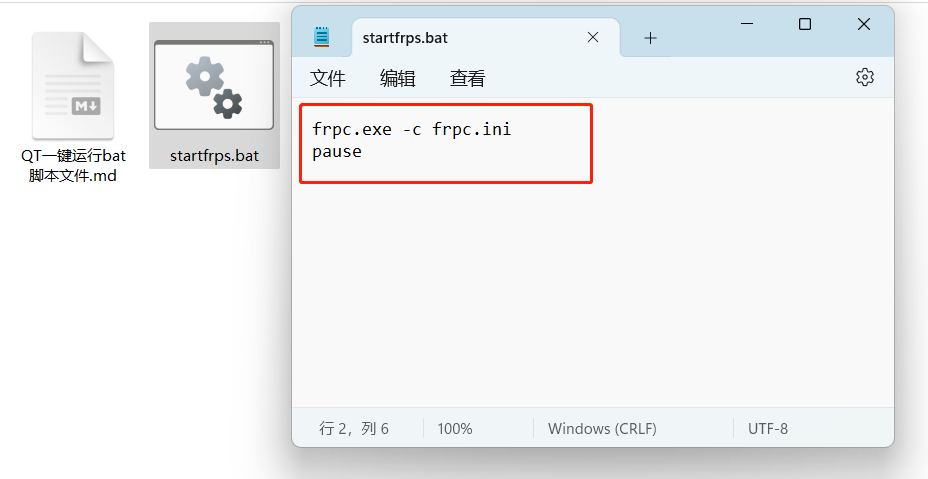 QT一键运行bat
脚本文件.md
startfrps.bat
startfrps.bat
文件 编辑 查看
frpc.exe -c frpc.ini
pause
行 2，列 6 100% Windows (CRLF) UTF-8
M